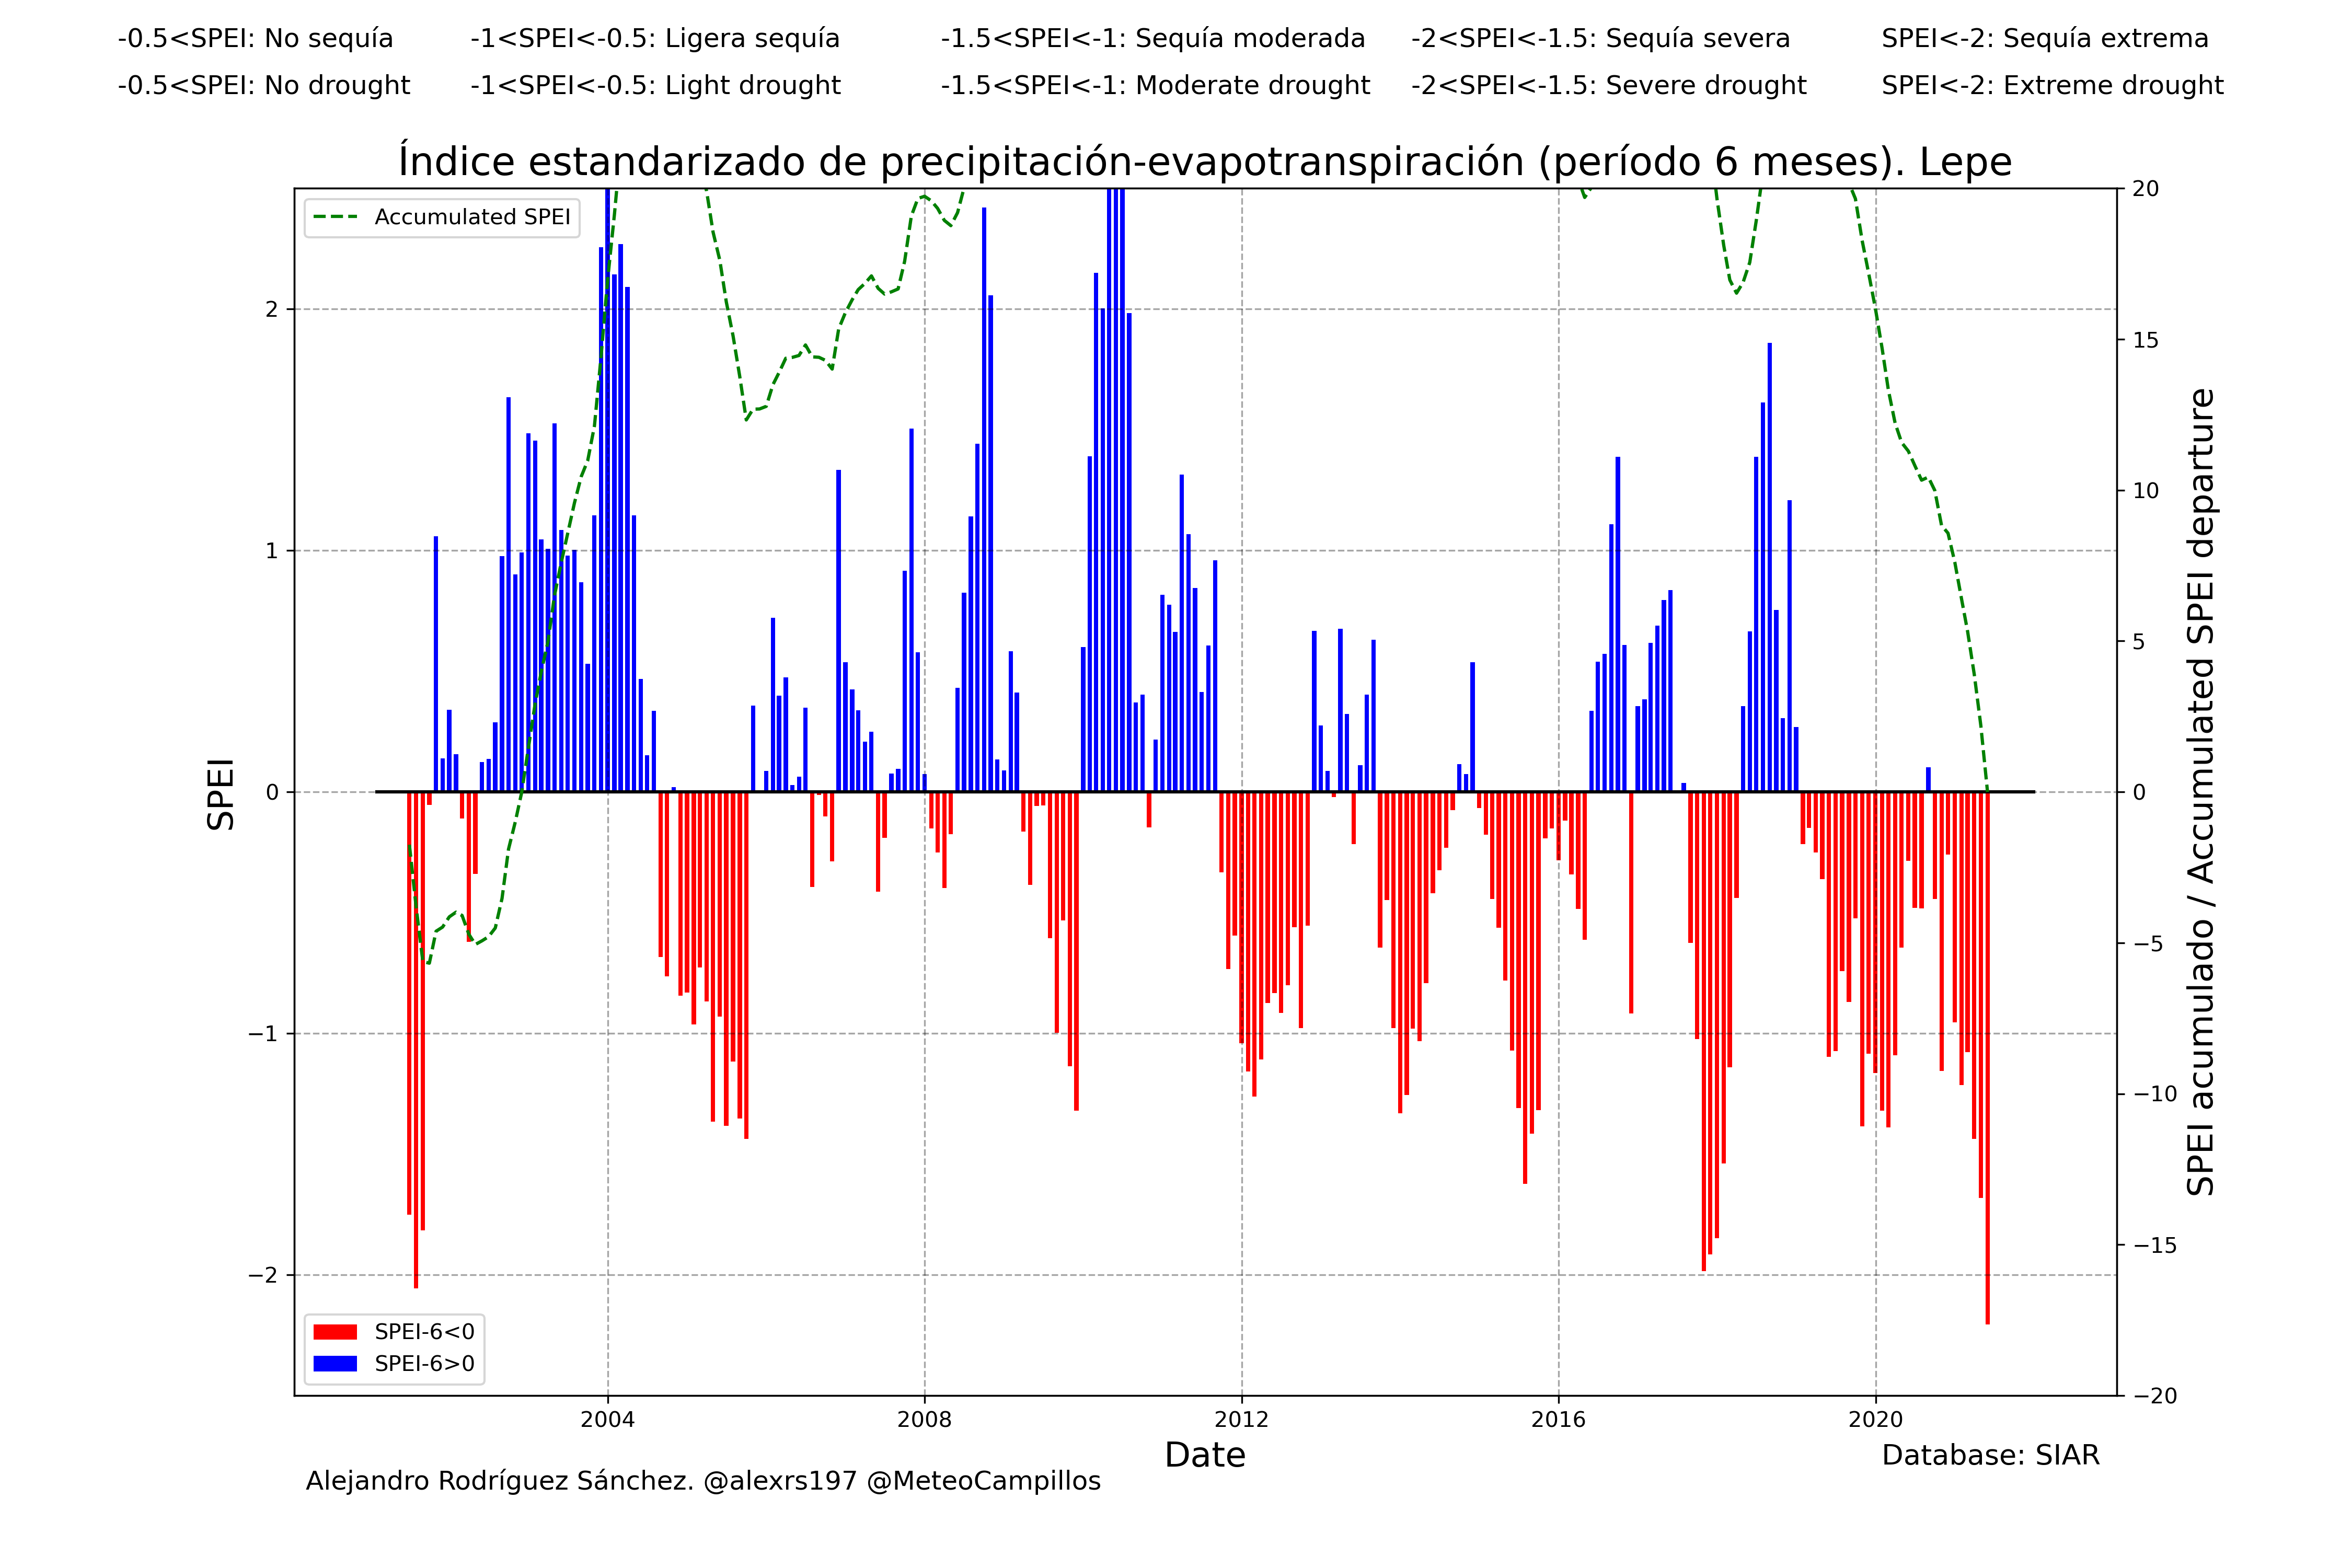 -0.5<SPEI: No sequía -1<SPEI<-0.5: Ligera sequía -1.5<SPEI<-1: Sequía moderada -2<SPEI<-1.5: Sequía severa SPEI<-2: Sequía extrema
-0.5<SPEI: No drought -1<SPEI<-0.5: Light drought -1.5<SPEI<-1: Moderate drought -2<SPEI<-1.5: Severe drought SPEI<-2: Extreme drought
Índice estandarizado de precipitación-evapotranspiración (período 6 meses). Lepe
Accumulated SPEI
SPEI
2
1
0
−1
−2
20
15
10
5
0
−5
−10
−15
−20
SPEI acumulado / Accumulated SPEI departure
SPEI-6<0
SPEI-6>0
2004 2008 2012 2016 2020
Date
Database: SIAR
Alejandro Rodríguez Sánchez. @alexrs197 @MeteoCampillos